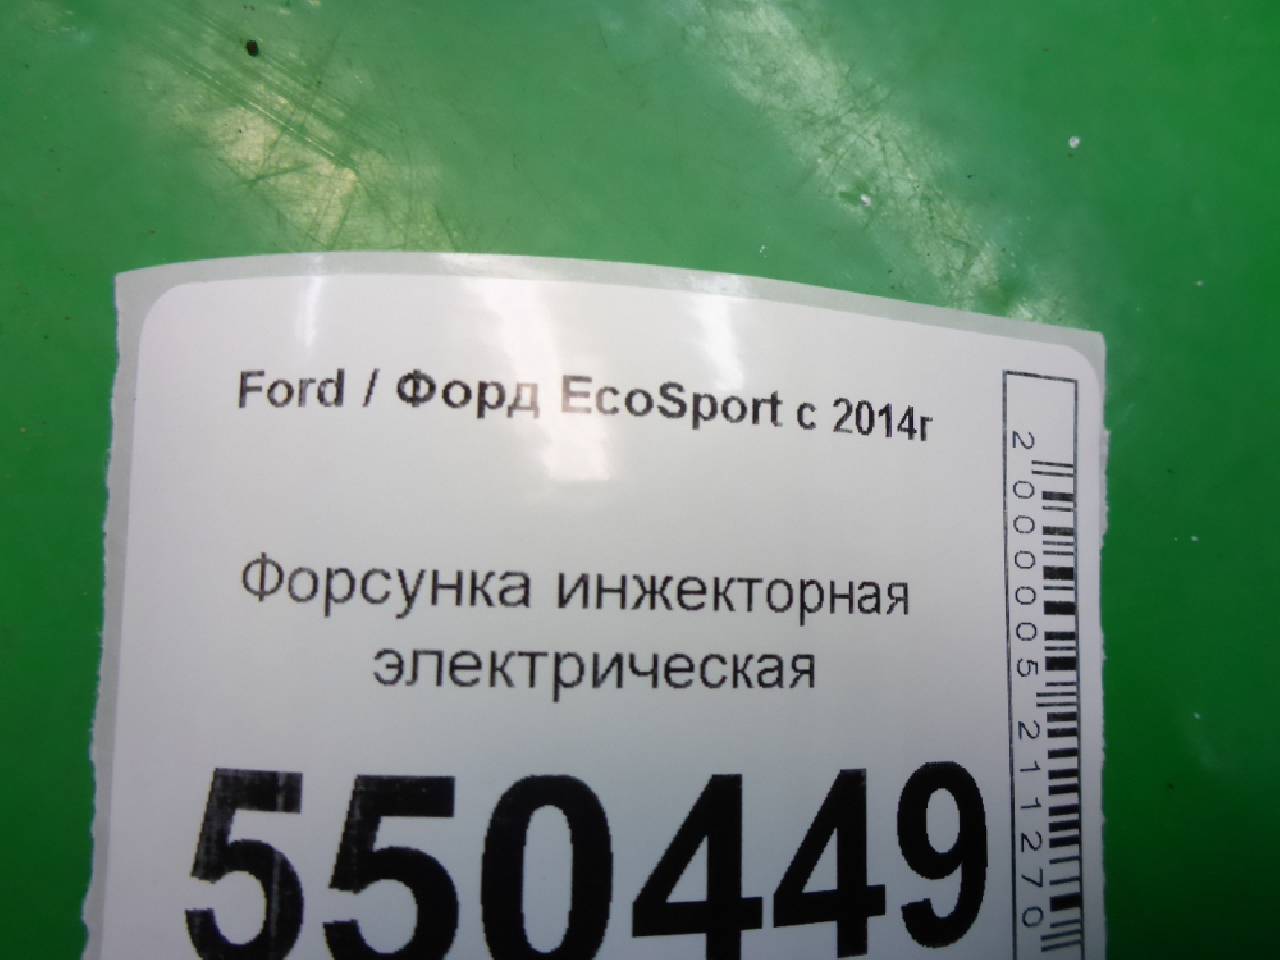 Ford / Форд EcoSport с 2014г
Форсунка инжекторная
электрическая
550449
2000005211270